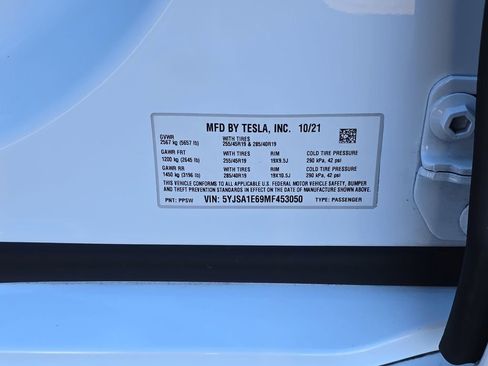 MFD BY TESLA, INC. 10/21
GVWR WITH TIRES
2567 kg (5657 lb) 255/45R19 & 285/40R19
GAWR FRT WITH TIRES RIM COLD TIRE PRESSURE
1200 kg (2645 lb) 255/45R19 19X9.5J 290 kPa, 42 psi
GAWR RR WITH TIRES RIM COLD TIRE PRESSURE
1450 kg (3196 lb) 285/40R19 19X10.5J 290 kPa, 42 psi
THIS VEHICLE CONFORMS TO ALL APPLICABLE U.S. FEDERAL MOTOR VEHICLE SAFETY, BUMPER
AND THEFT PREVENTION STANDARDS IN EFFECT ON THE DATE OF MANUFACTURE SHOWN ABOVE.
PNT: PPSW VIN: 5YJSA1E69MF453050 TYPE: PASSENGER